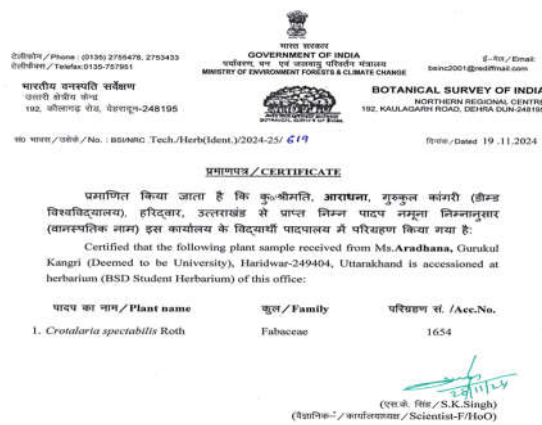 भारत सरकार
GOVERNMENT OF INDIA
पर्यावरण, वन एवं जलवायु परिवर्तन मंत्रालय
MINISTRY OF ENVIRONMENT FORESTS & CLIMATE CHANGE
टेलीफोन/Phone : (0135) 2755478, 2753433
टेलीफैक्स/Telefax:0135-757951
ई-मेल/Email:
bsinc2001@rediffmail.com
भारतीय वनस्पति सर्वेक्षण
उत्तरी क्षेत्रीय केन्द्र
192, कौलागढ़ रोड, देहरादून-248195
BOTANICAL SURVEY OF INDIA
NORTHERN REGIONAL CENTRE
192, KAULAGARH ROAD, DEHRA DUN-248195
BOTANICAL SURVEY OF INDIA
सं० भावस/उक्षेके/No. : BSI/NRC Tech./Herb(Ident.)/2024-25/ 619
दिनांक/Dated 19 .11.2024
प्रमाणपत्र/CERTIFICATE
प्रमाणित किया जाता है कि कु०/श्रीमति, आराधना, गुरुकुल कांगरी (डीम्ड
विश्वविद्यालय), हरिद्वार, उत्तराखंड से प्राप्त निम्न पादप नमूना निम्नानुसार
(वानस्पतिक नाम) इस कार्यालय के विद्यार्थी पादपालय में परिग्रहण किया गया है:
Certified that the following plant sample received from Ms.Aradhana, Gurukul
Kangri (Deemed to be University), Haridwar-249404, Uttarakhand is accessioned at
herbarium (BSD Student Herbarium) of this office:
पादप का नाम/Plant name कुल/Family परिग्रहण सं. /Acc.No.
1. Crotalaria spectabilis Roth Fabaceae 1654
20/11/24
(एस.के. सिंह/S.K.Singh)
(वैज्ञानिक-/कार्यालयाध्यक्ष/Scientist-F/HoO)